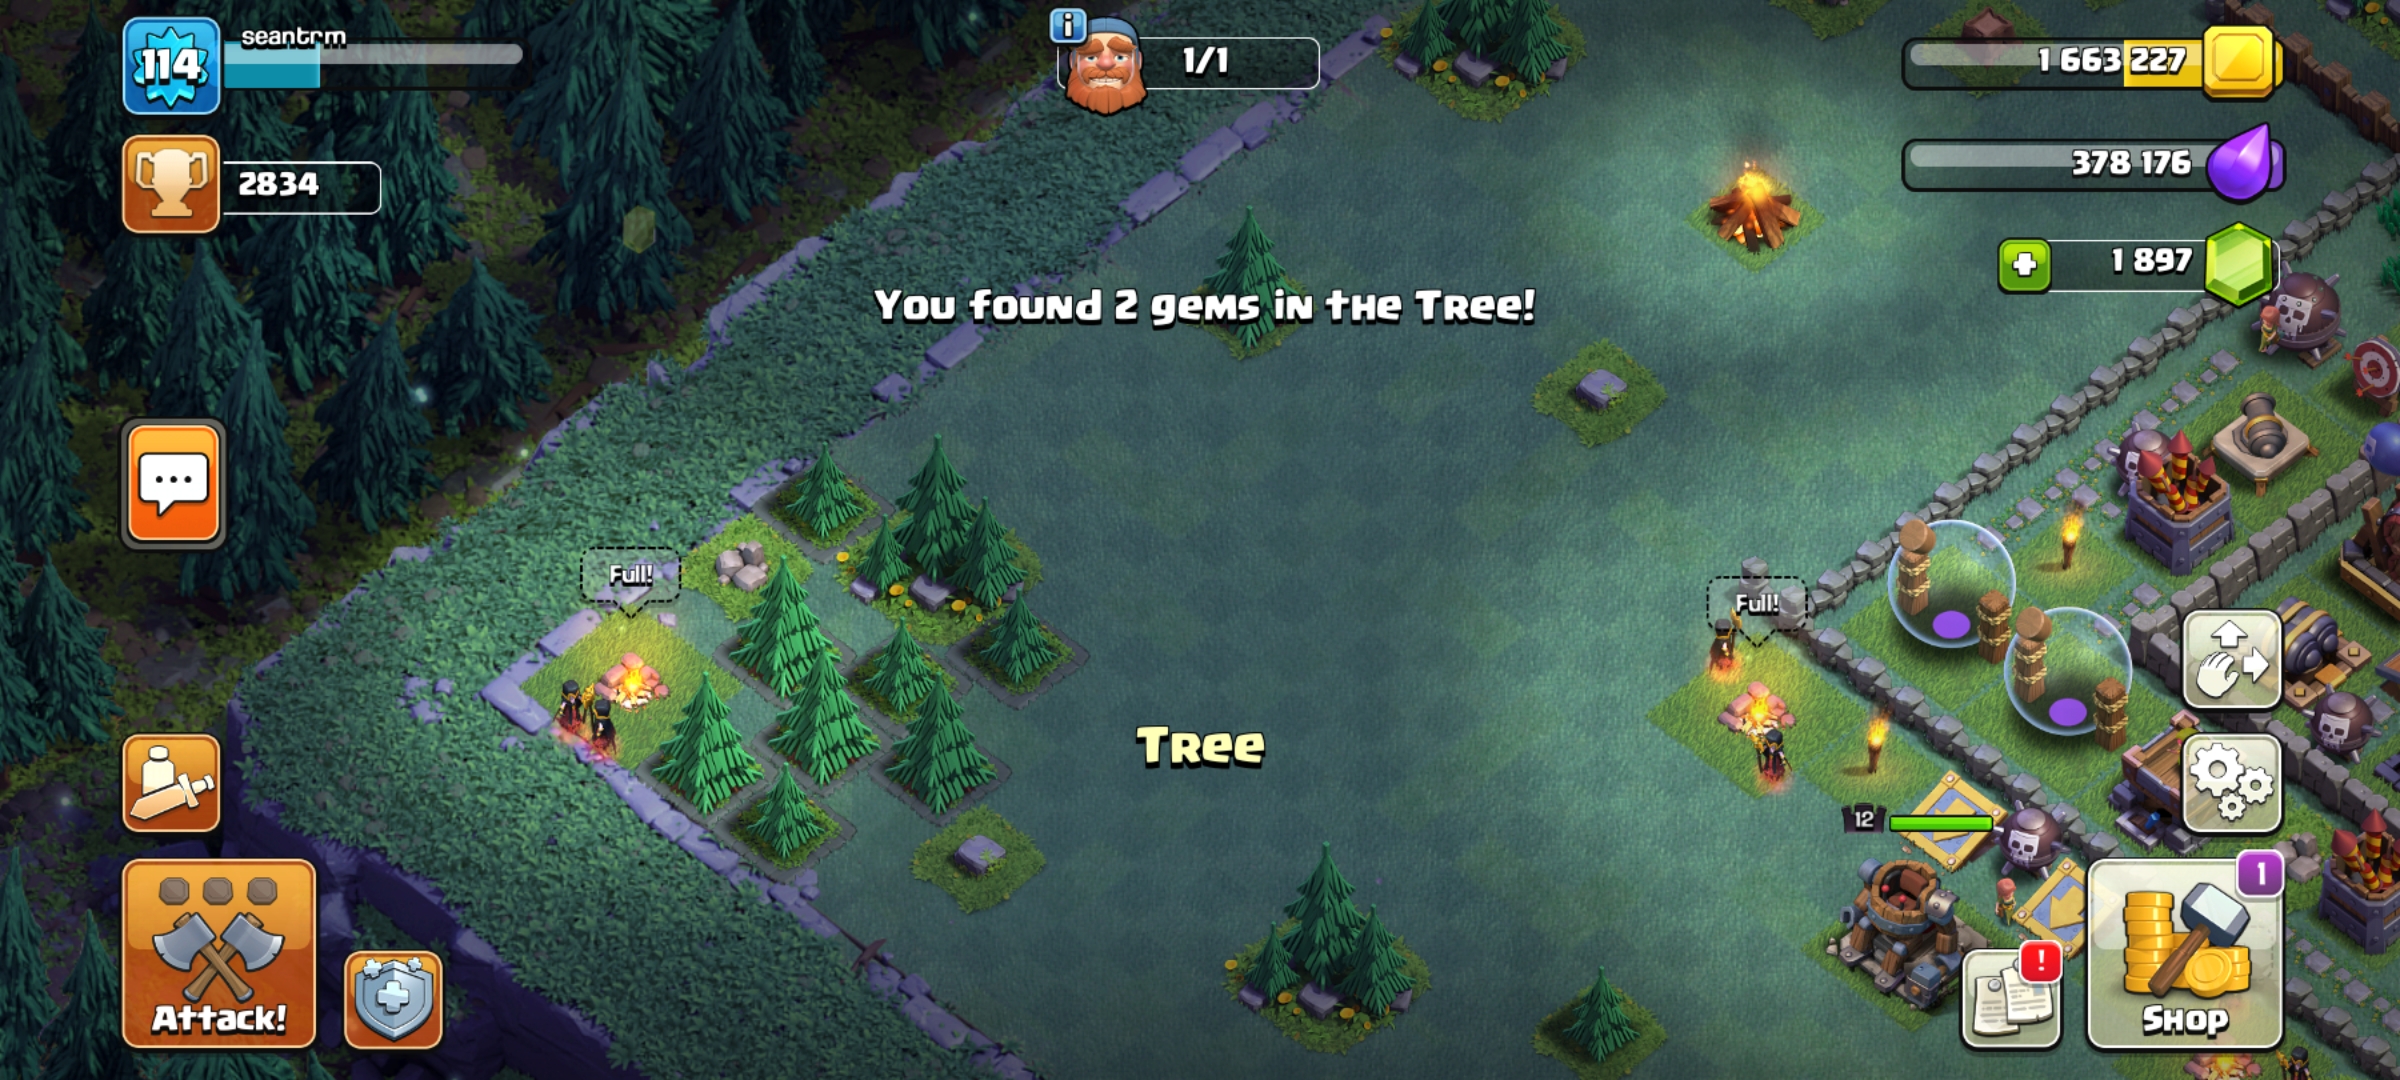 114
seantrm
1/1
1 663 227
2834
378 176
1 897
You found 2 gems in the Tree!
Full!
Full!
Tree
12
Attack!
1
!
Shop